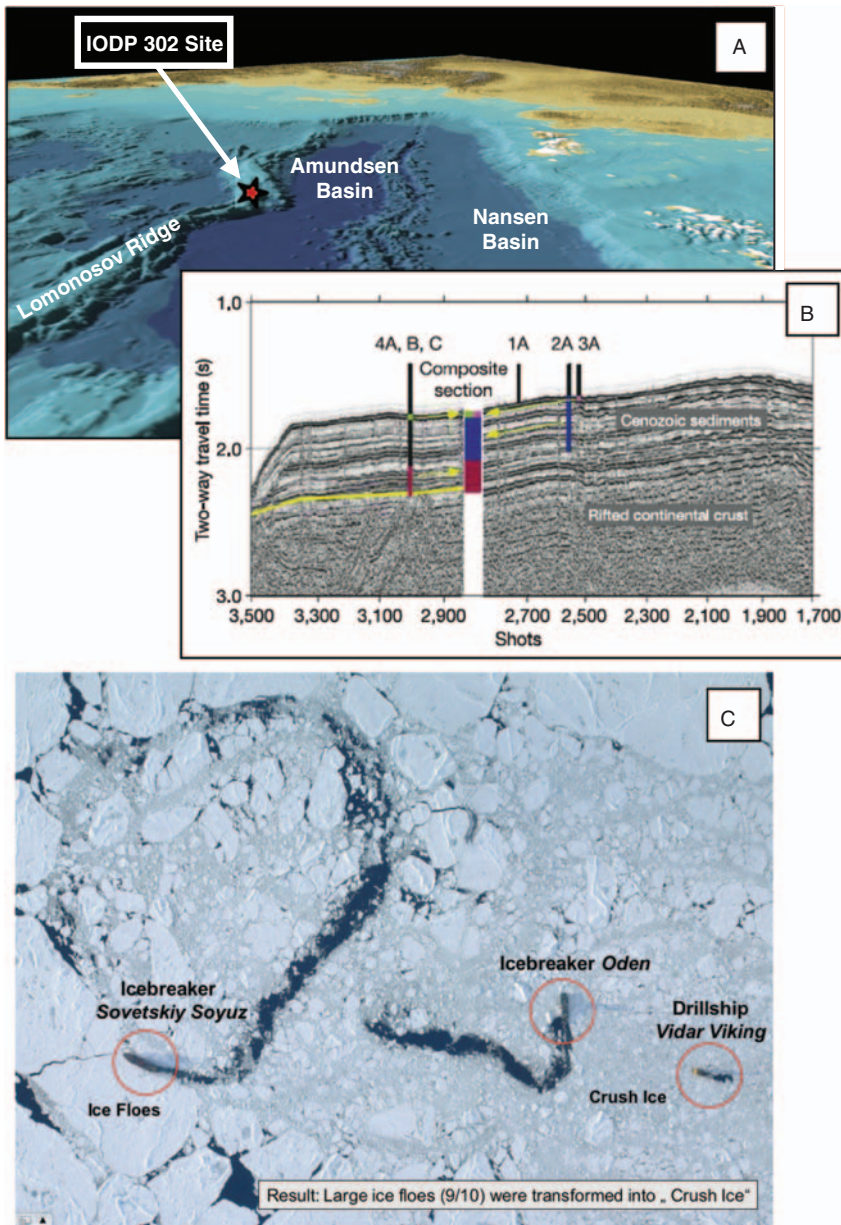 IODP 302 Site
A
Amundsen
Basin
Nansen
Basin
Lomonosov Ridge
B
1.0
2.0
3.0
Two-way travel time (s)
4A, B, C
1A
2A
3A
Composite
section
Cenozoic sediments
Rifted continental crust
3,500
3,300
3,100
2,900
2,700
2,500
2,300
2,100
1,900
1,700
Shots
C
Icebreaker
Sovetskiy Soyuz
Ice Floes
Icebreaker Oden
Drillship
Vidar Viking
Crush Ice
Result: Large ice floes (9/10) were transformed into „ Crush Ice“